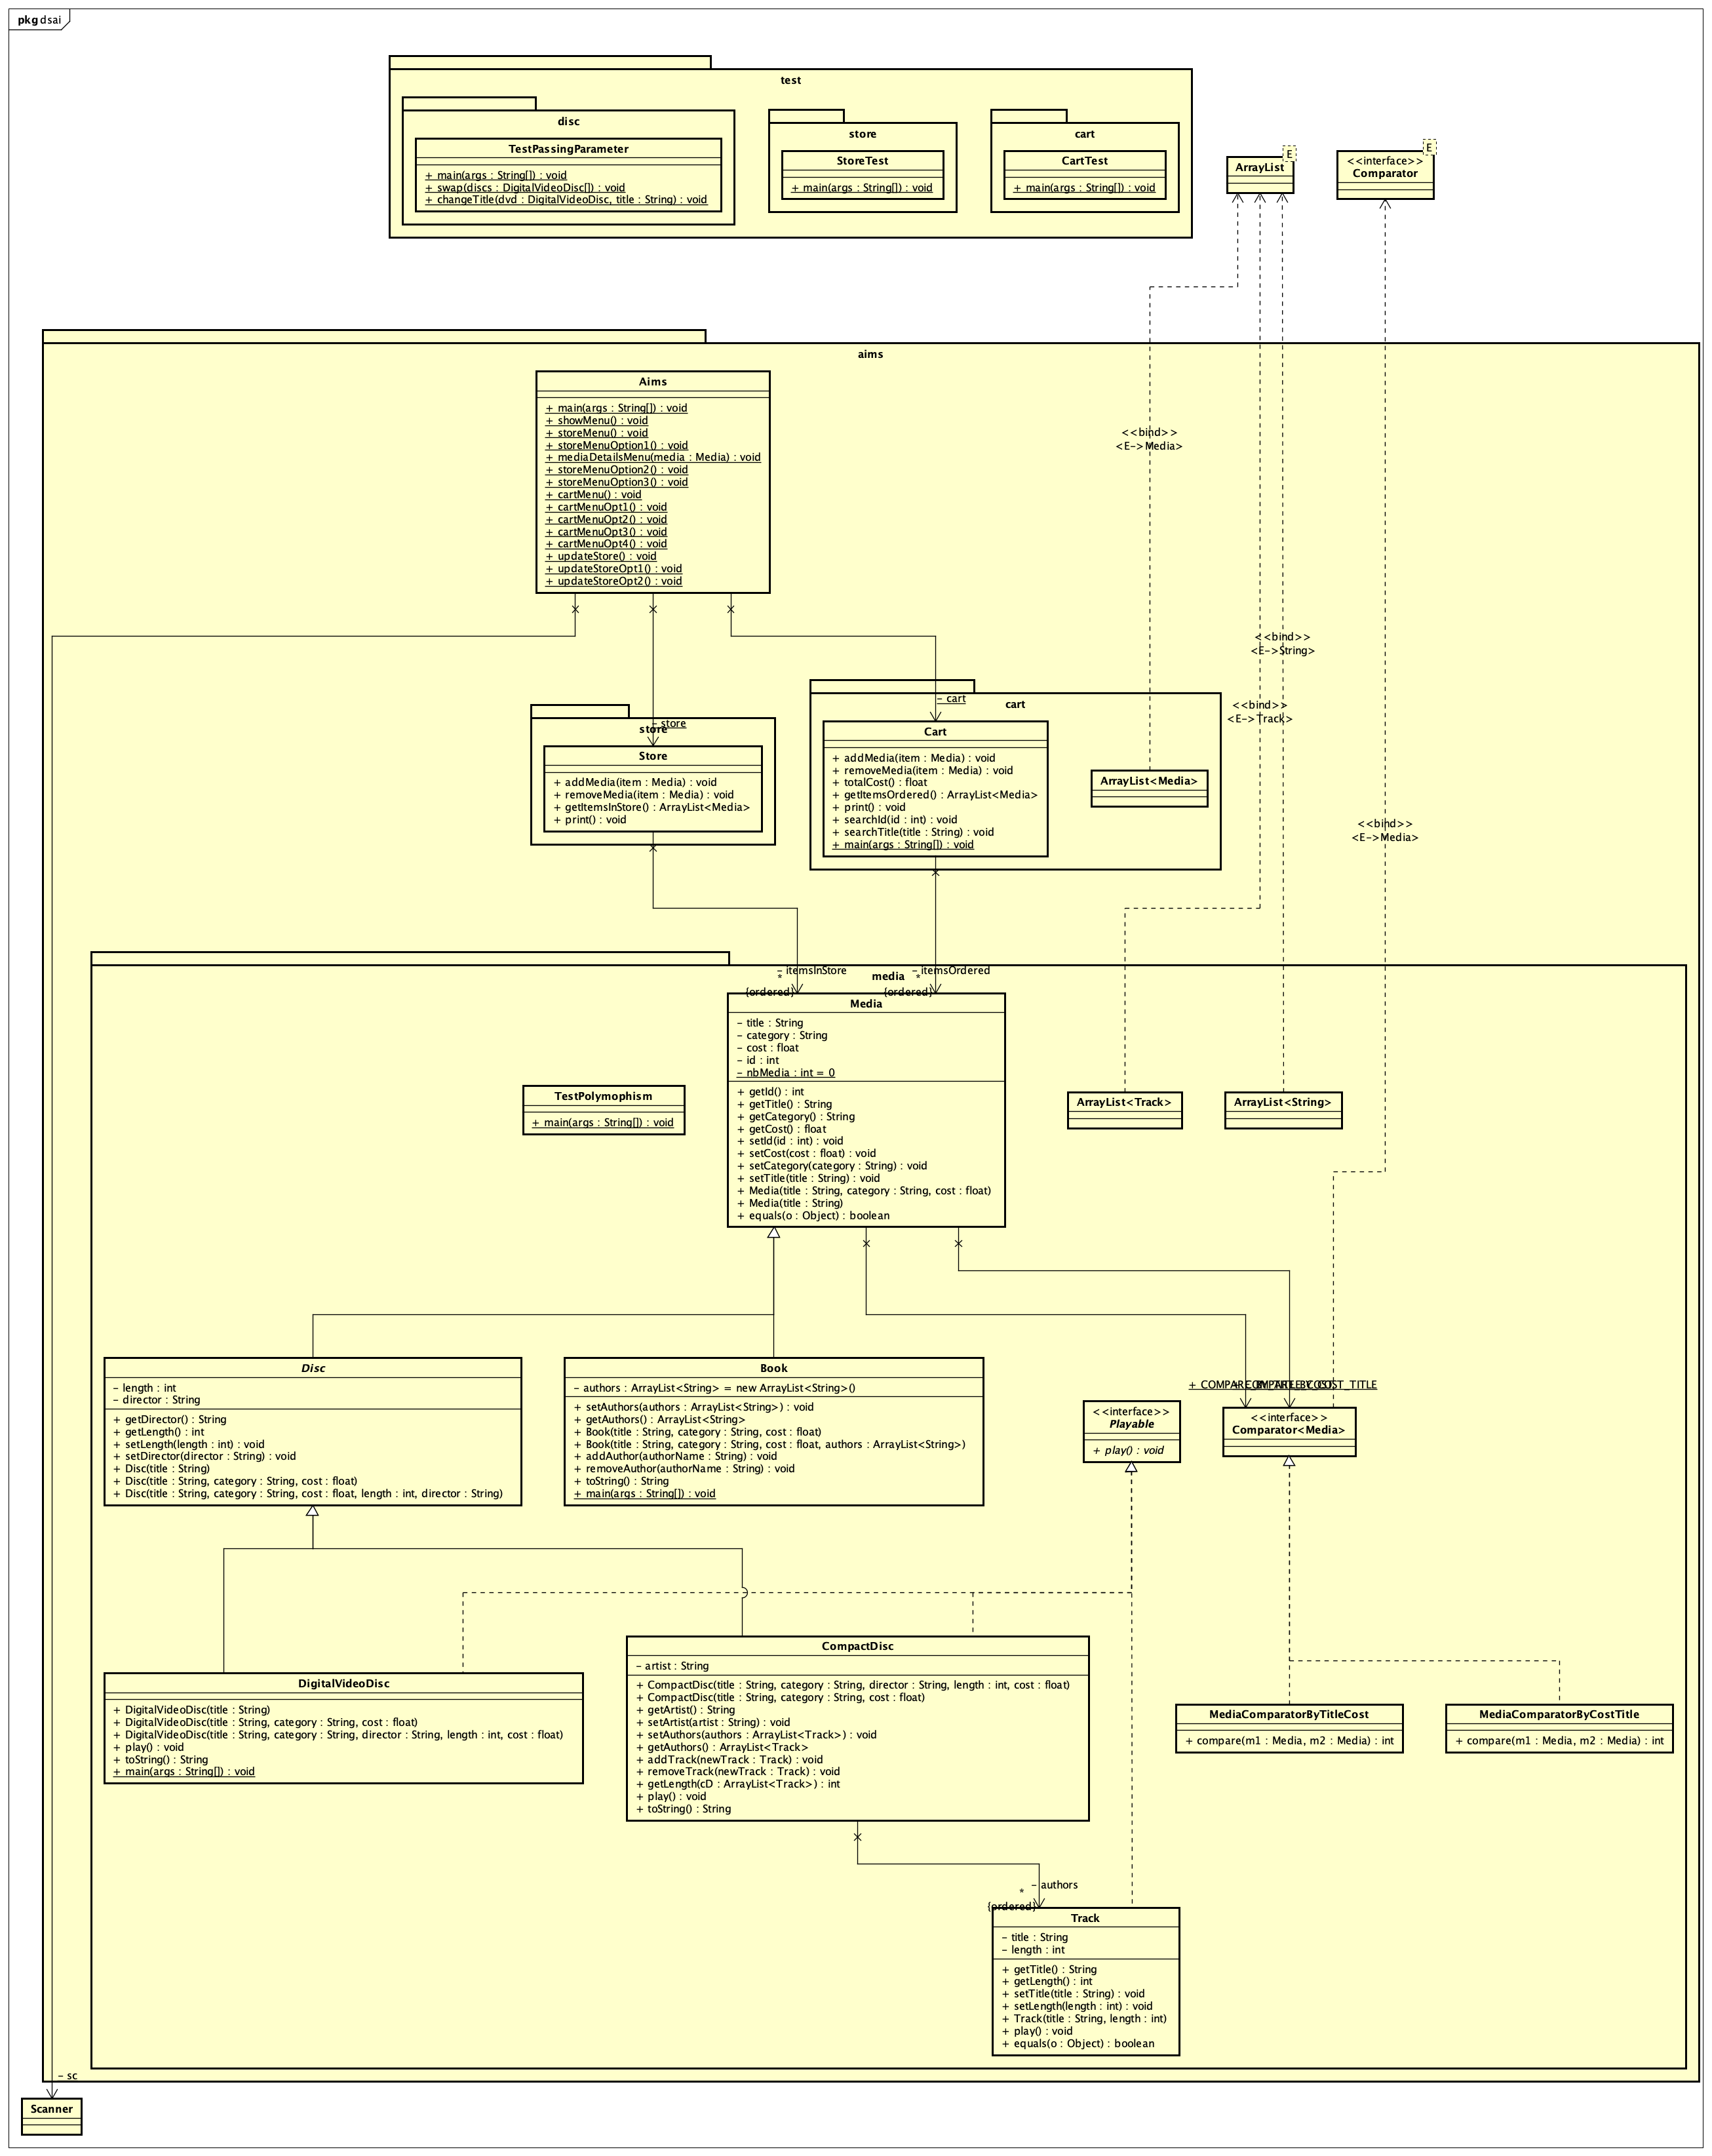 pkg dsai
test
disc
TestPassingParameter
+ main(args : String[]) : void
+ swap(discs : DigitalVideoDisc[]) : void
+ changeTitle(dvd : DigitalVideoDisc, title : String) : void
store
StoreTest
+ main(args : String[]) : void
cart
CartTest
+ main(args : String[]) : void
E
ArrayList
E
<<interface>>
Comparator
aims
Aims
+ main(args : String[]) : void
+ showMenu() : void
+ storeMenu() : void
+ storeMenuOption1() : void
+ mediaDetailsMenu(media : Media) : void
+ storeMenuOption2() : void
+ storeMenuOption3() : void
+ cartMenu() : void
+ cartMenuOpt1() : void
+ cartMenuOpt2() : void
+ cartMenuOpt3() : void
+ cartMenuOpt4() : void
+ updateStore() : void
+ updateStoreOpt1() : void
+ updateStoreOpt2() : void
<<bind>>
<E->Media>
<<bind>>
<E->String>
<<bind>>
<E->Track>
<<bind>>
<E->Media>
- store
store
Store
+ addMedia(item : Media) : void
+ removeMedia(item : Media) : void
+ getItemsInStore() : ArrayList<Media>
+ print() : void
- cart
cart
Cart
+ addMedia(item : Media) : void
+ removeMedia(item : Media) : void
+ totalCost() : float
+ getItemsOrdered() : ArrayList<Media>
+ print() : void
+ searchId(id : int) : void
+ searchTitle(title : String) : void
+ main(args : String[]) : void
ArrayList<Media>
media
- itemsInStore
*
{ordered}
- itemsOrdered
*
{ordered}
Media
- title : String
- category : String
- cost : float
- id : int
- nbMedia : int = 0
+ getId() : int
+ getTitle() : String
+ getCategory() : String
+ getCost() : float
+ setId(id : int) : void
+ setCost(cost : float) : void
+ setCategory(category : String) : void
+ setTitle(title : String) : void
+ Media(title : String, category : String, cost : float)
+ Media(title : String)
+ equals(o : Object) : boolean
TestPolymophism
+ main(args : String[]) : void
ArrayList<Track>
ArrayList<String>
Disc
- length : int
- director : String
+ getDirector() : String
+ getLength() : int
+ setLength(length : int) : void
+ setDirector(director : String) : void
+ Disc(title : String)
+ Disc(title : String, category : String, cost : float)
+ Disc(title : String, category : String, cost : float, length : int, director : String)
Book
- authors : ArrayList<String> = new ArrayList<String>()
+ setAuthors(authors : ArrayList<String>) : void
+ getAuthors() : ArrayList<String>
+ Book(title : String, category : String, cost : float)
+ Book(title : String, category : String, cost : float, authors : ArrayList<String>)
+ addAuthor(authorName : String) : void
+ removeAuthor(authorName : String) : void
+ toString() : String
+ main(args : String[]) : void
<<interface>>
Playable
+ play() : void
<<interface>>
Comparator<Media>
DigitalVideoDisc
+ DigitalVideoDisc(title : String)
+ DigitalVideoDisc(title : String, category : String, cost : float)
+ DigitalVideoDisc(title : String, category : String, director : String, length : int, cost : float)
+ play() : void
+ toString() : String
+ main(args : String[]) : void
CompactDisc
- artist : String
+ CompactDisc(title : String, category : String, director : String, length : int, cost : float)
+ CompactDisc(title : String, category : String, cost : float)
+ getArtist() : String
+ setArtist(artist : String) : void
+ setAuthors(authors : ArrayList<Track>) : void
+ getAuthors() : ArrayList<Track>
+ addTrack(newTrack : Track) : void
+ removeTrack(newTrack : Track) : void
+ getLength(cD : ArrayList<Track>) : int
+ play() : void
+ toString() : String
MediaComparatorByTitleCost
+ compare(m1 : Media, m2 : Media) : int
MediaComparatorByCostTitle
+ compare(m1 : Media, m2 : Media) : int
- authors
*
{ordered}
Track
- title : String
- length : int
+ getTitle() : String
+ getLength() : int
+ setTitle(title : String) : void
+ setLength(length : int) : void
+ Track(title : String, length : int)
+ play() : void
+ equals(o : Object) : boolean
- sc
Scanner